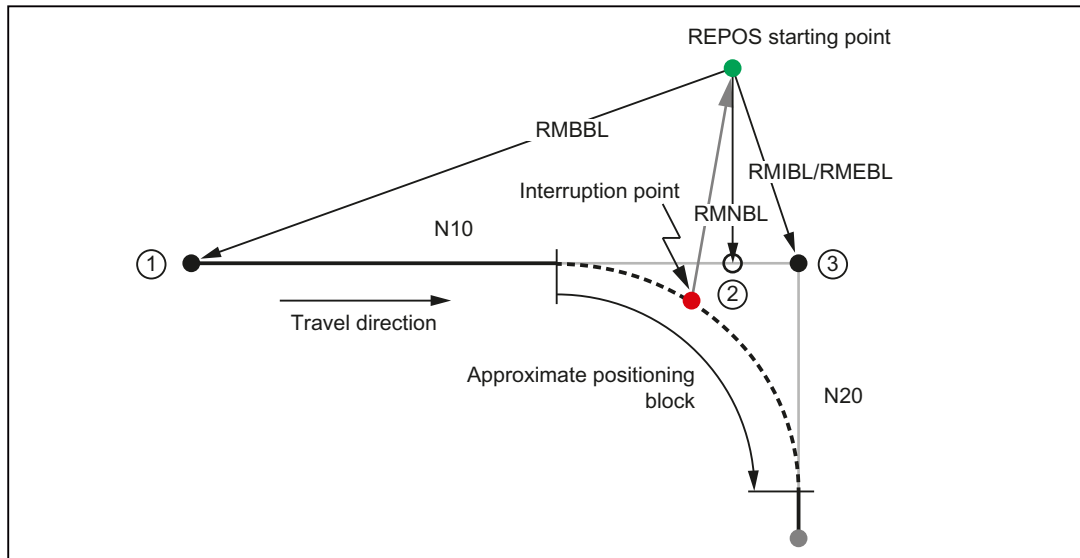 REPOS starting point
RMBBL
RMIBL/RMEBL
Interruption point
RMNBL
N10
1
3
2
Travel direction
Approximate positioning
block
N20